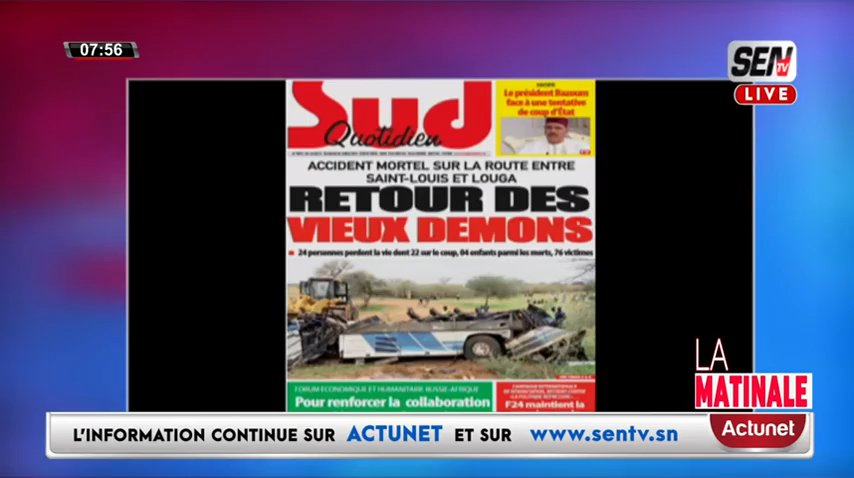 07:56
SEN
TV
LIVE
Sud
Quotidien
Le président Bazoum
face à une tentative
de coup d'État
ACCIDENT MORTEL SUR LA ROUTE ENTRE
SAINT-LOUIS ET LOUGA
RETOUR DES
VIEUX DEMONS
24 personnes perdent la vie dont 22 sur le coup, 04 enfants parmi les morts, 76 victimes
FORUM ECONOMIQUE ET HUMANITAIRE RUSSIE-AFRIQUE
Pour renforcer la collaboration
F24 maintient la
LA
MATINALE
Actunet
L'INFORMATION CONTINUE SUR ACTUNET ET SUR www.sentv.sn